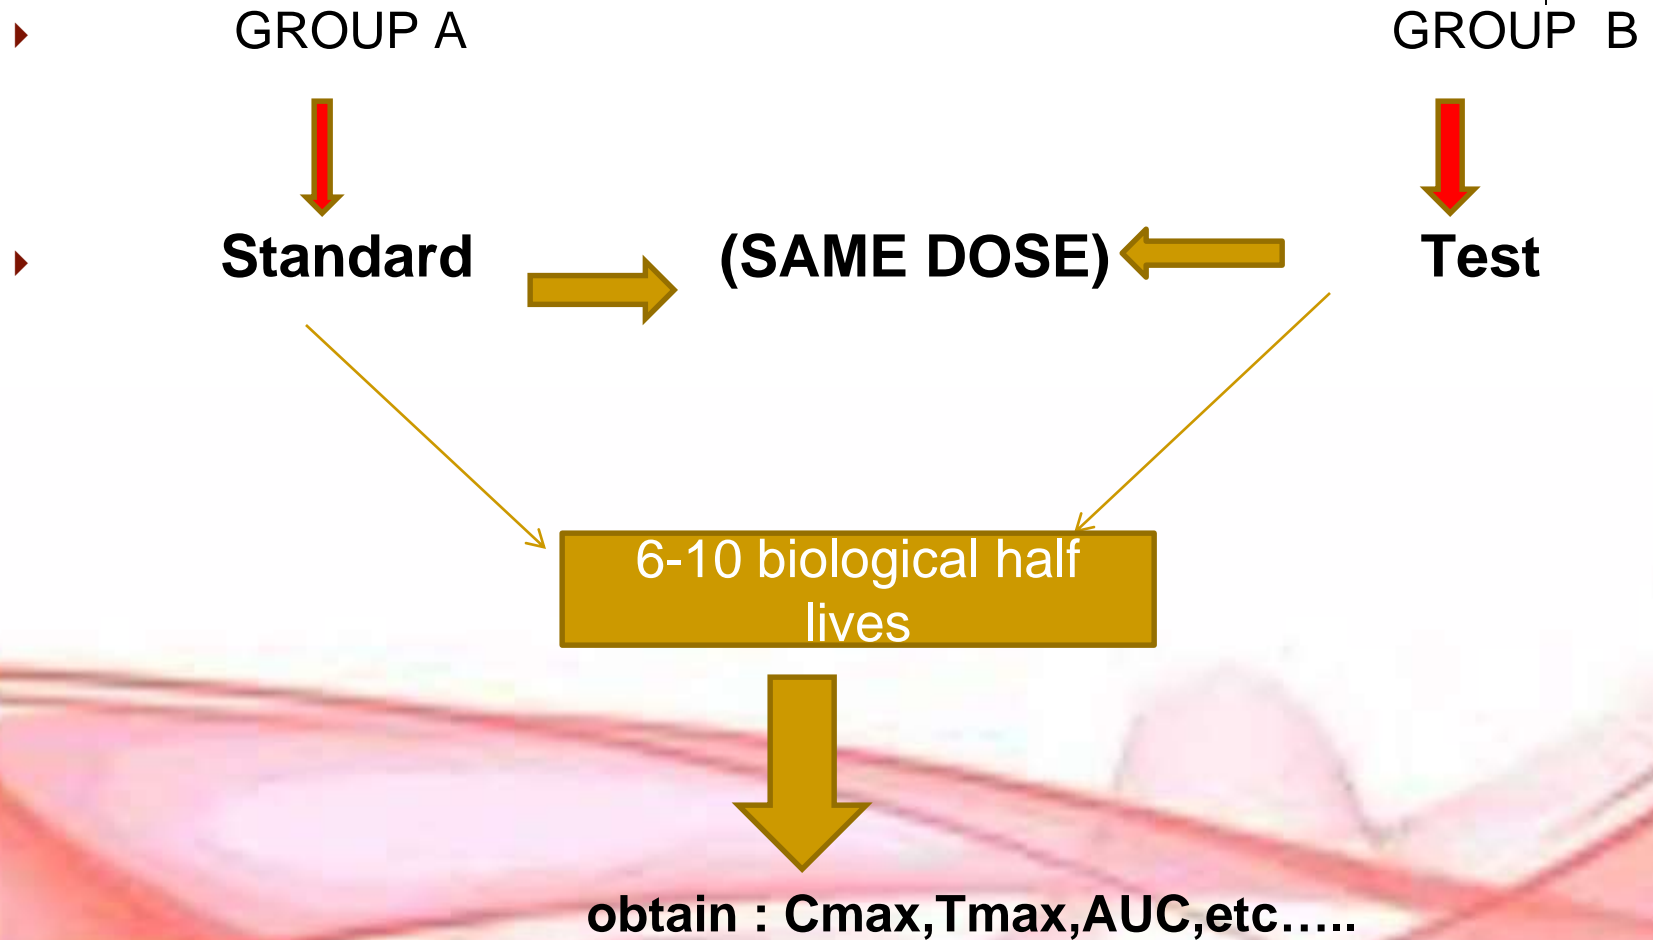 GROUP A GROUP B
Standard (SAME DOSE) Test
6-10 biological half
lives
obtain : Cmax,Tmax,AUC,etc…..